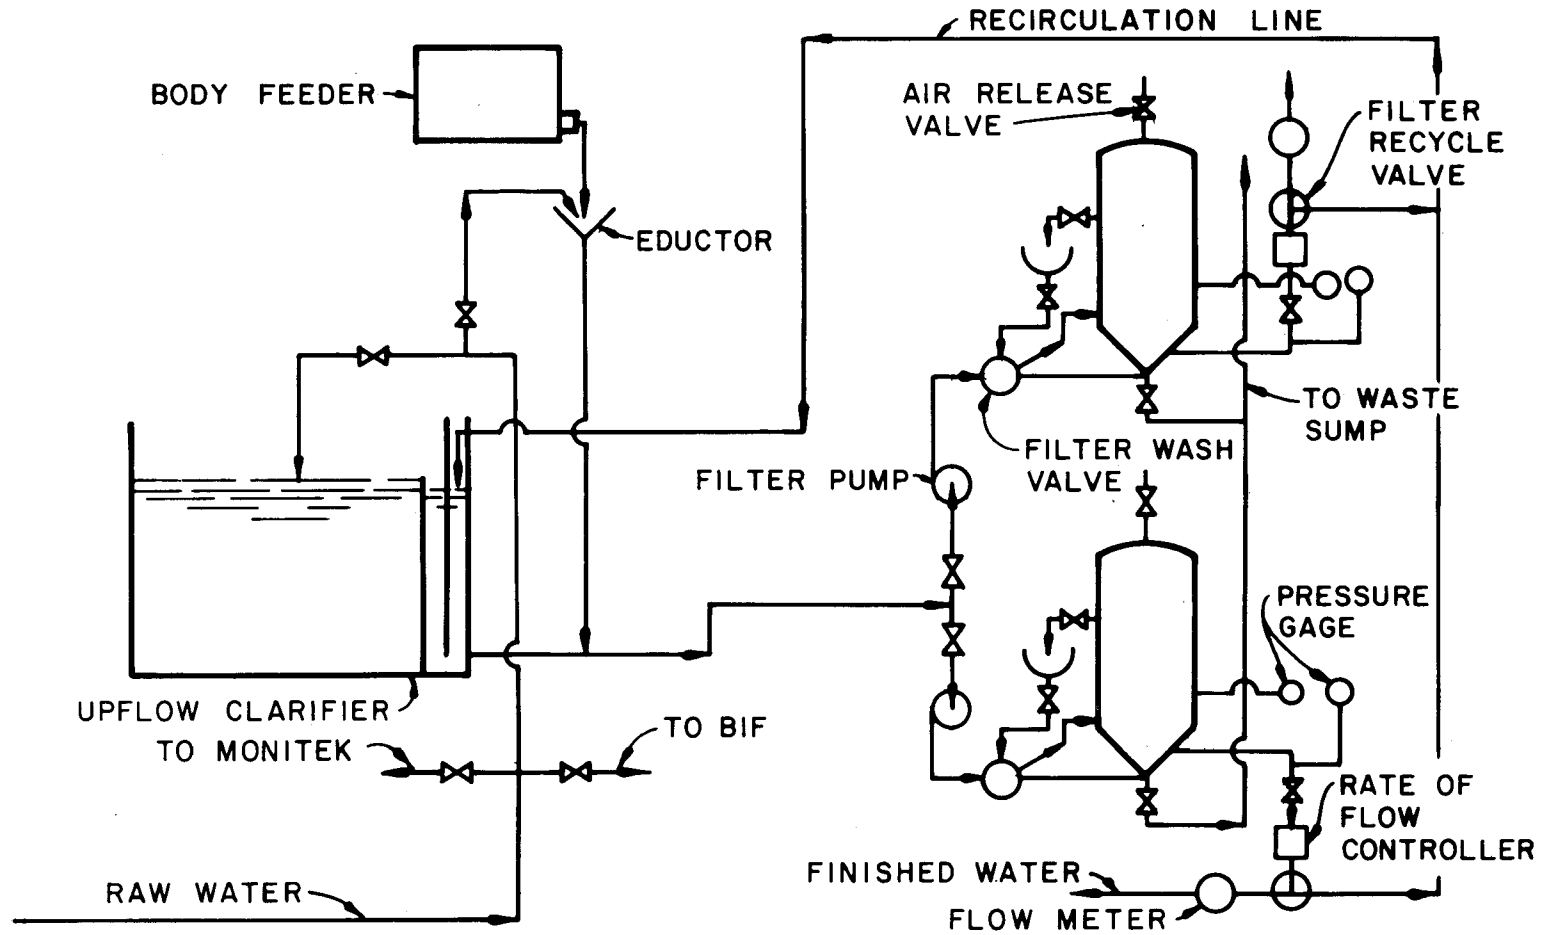 RECIRCULATION LINE
BODY FEEDER
AIR RELEASE
VALVE
FILTER
RECYCLE
VALVE
EDUCTOR
TO WASTE
SUMP
FILTER WASH
VALVE
FILTER PUMP
PRESSURE
GAGE
UPFLOW CLARIFIER
TO MONITEK
TO BIF
RATE OF
FLOW
CONTROLLER
FINISHED WATER
RAW WATER
FLOW METER